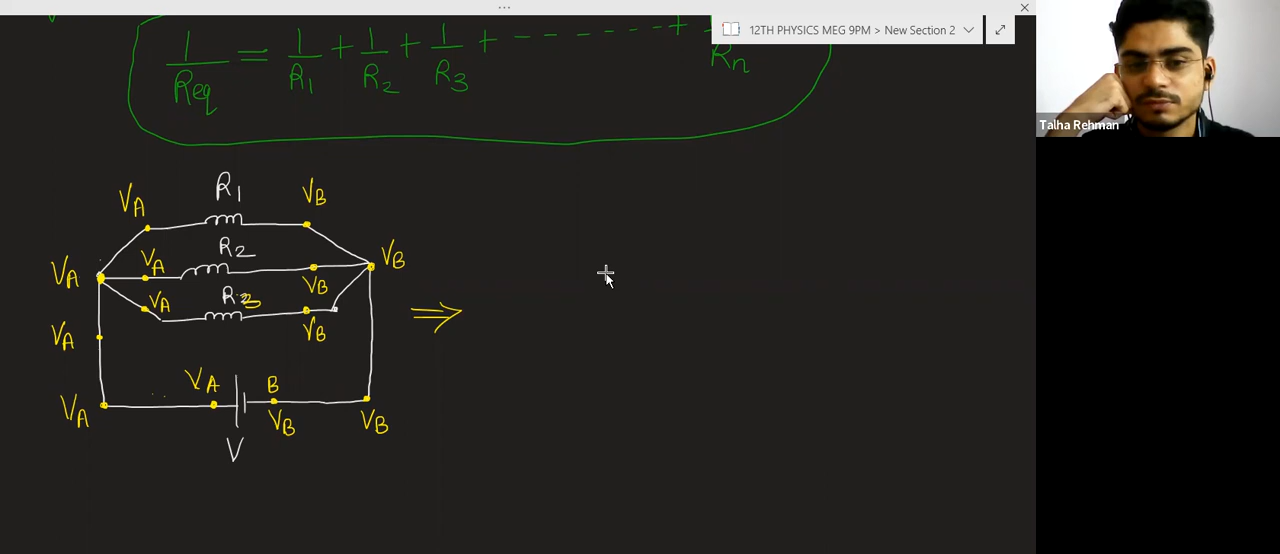 12TH PHYSICS MEG 9PM > New Section 2
1/Req = 1/R1 + 1/R2 + 1/R3 + ------ + 1/Rn
Talha Rehman
R1
VA VB
R2
VA VB
VA VB
R3
VA VB
VA
VA B
VA VB VB
V